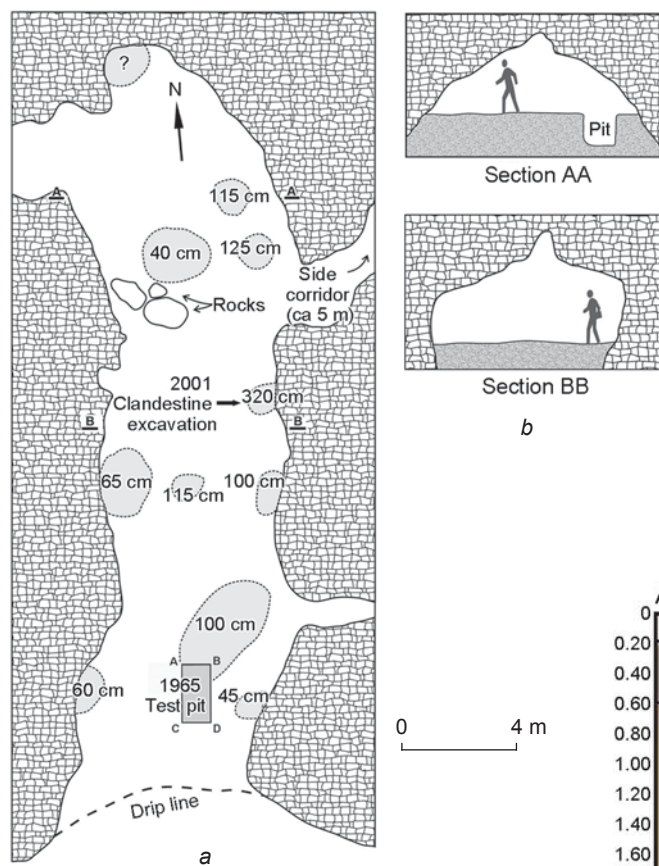 ?
N
A
A
115 cm
40 cm
125 cm
Rocks
Side
corridor
(ca 5 m)
2001
Clandestine
excavation
320 cm
B
B
65 cm
115 cm
100 cm
100 cm
A
B
60 cm
1965
Test pit
45 cm
C
D
Drip line
a
Pit
Section AA
Section BB
b
0
4 m
0
0.20
0.40
0.60
0.80
1.00
1.20
1.40
1.60